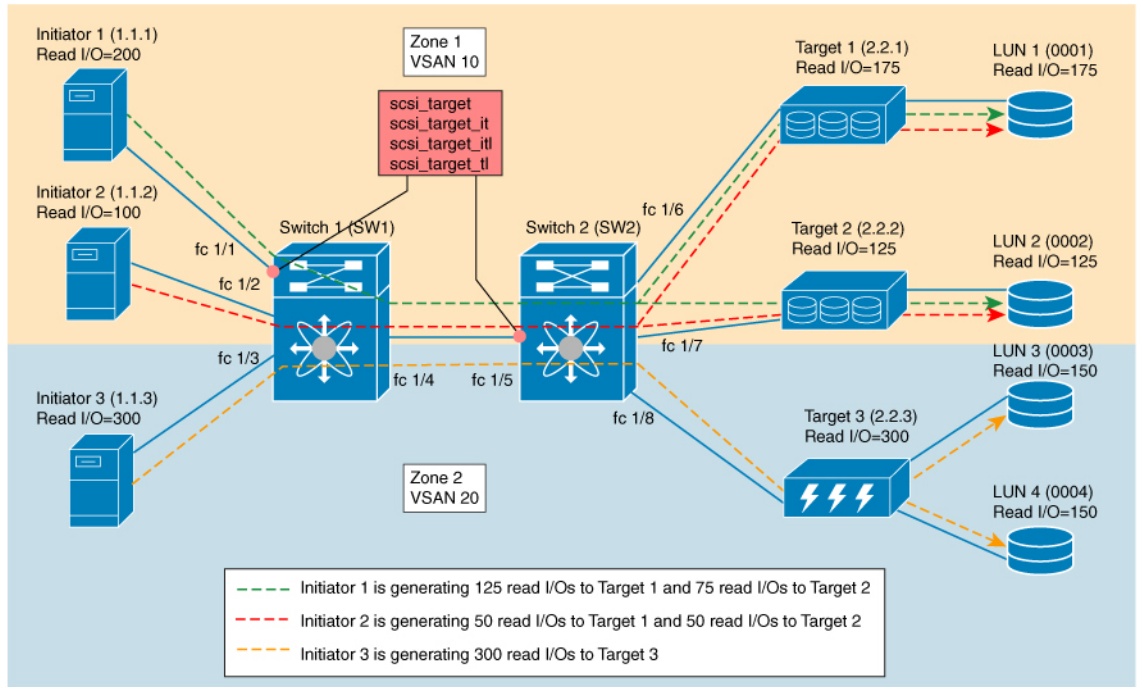 Initiator 1 (1.1.1)
Read I/O=200
Zone 1
VSAN 10
Target 1 (2.2.1)
Read I/O=175
LUN 1 (0001)
Read I/O=175
scsi_target
scsi_target_it
scsi_target_itl
scsi_target_tl
Initiator 2 (1.1.2)
Read I/O=100
Switch 1 (SW1)
Switch 2 (SW2)
fc 1/6
fc 1/1
fc 1/2
Target 2 (2.2.2)
Read I/O=125
LUN 2 (0002)
Read I/O=125
fc 1/3
fc 1/4
fc 1/5
fc 1/7
LUN 3 (0003)
Read I/O=150
Initiator 3 (1.1.3)
Read I/O=300
fc 1/8
Target 3 (2.2.3)
Read I/O=300
Zone 2
VSAN 20
LUN 4 (0004)
Read I/O=150
Initiator 1 is generating 125 read I/Os to Target 1 and 75 read I/Os to Target 2
Initiator 2 is generating 50 read I/Os to Target 1 and 50 read I/Os to Target 2
Initiator 3 is generating 300 read I/Os to Target 3